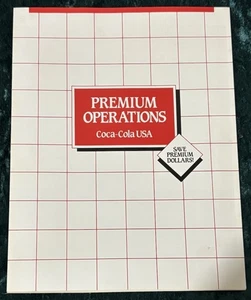 PREMIUM
OPERATIONS
Coca-Cola USA
SAVE
PREMIUM
DOLLARS!